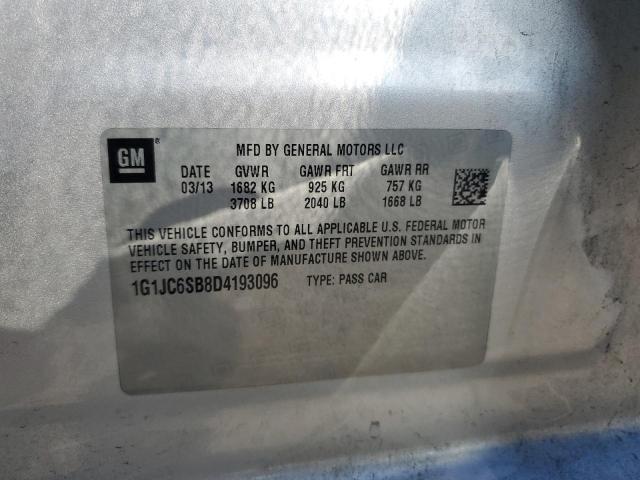 GM ®
MFD BY GENERAL MOTORS LLC
DATE GVWR GAWR FRT GAWR RR
03/13 1682 KG 925 KG 757 KG
3708 LB 2040 LB 1668 LB
THIS VEHICLE CONFORMS TO ALL APPLICABLE U.S. FEDERAL MOTOR
VEHICLE SAFETY, BUMPER, AND THEFT PREVENTION STANDARDS IN
EFFECT ON THE DATE OF MANUFACTURE SHOWN ABOVE.
1G1JC6SB8D4193096 TYPE: PASS CAR